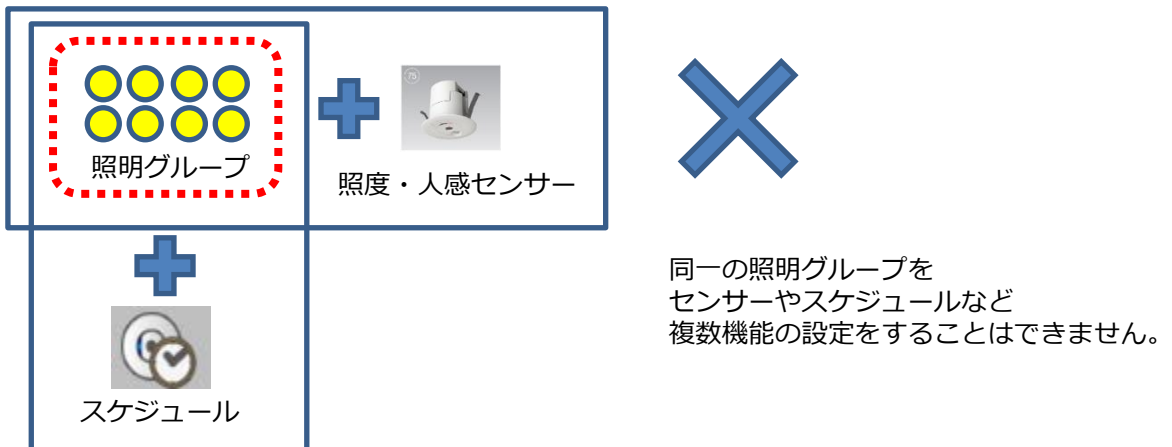 照明グループ
75
照度・人感センサー
スケジュール
同一の照明グループを
センサーやスケジュールなど
複数機能の設定をすることはできません。